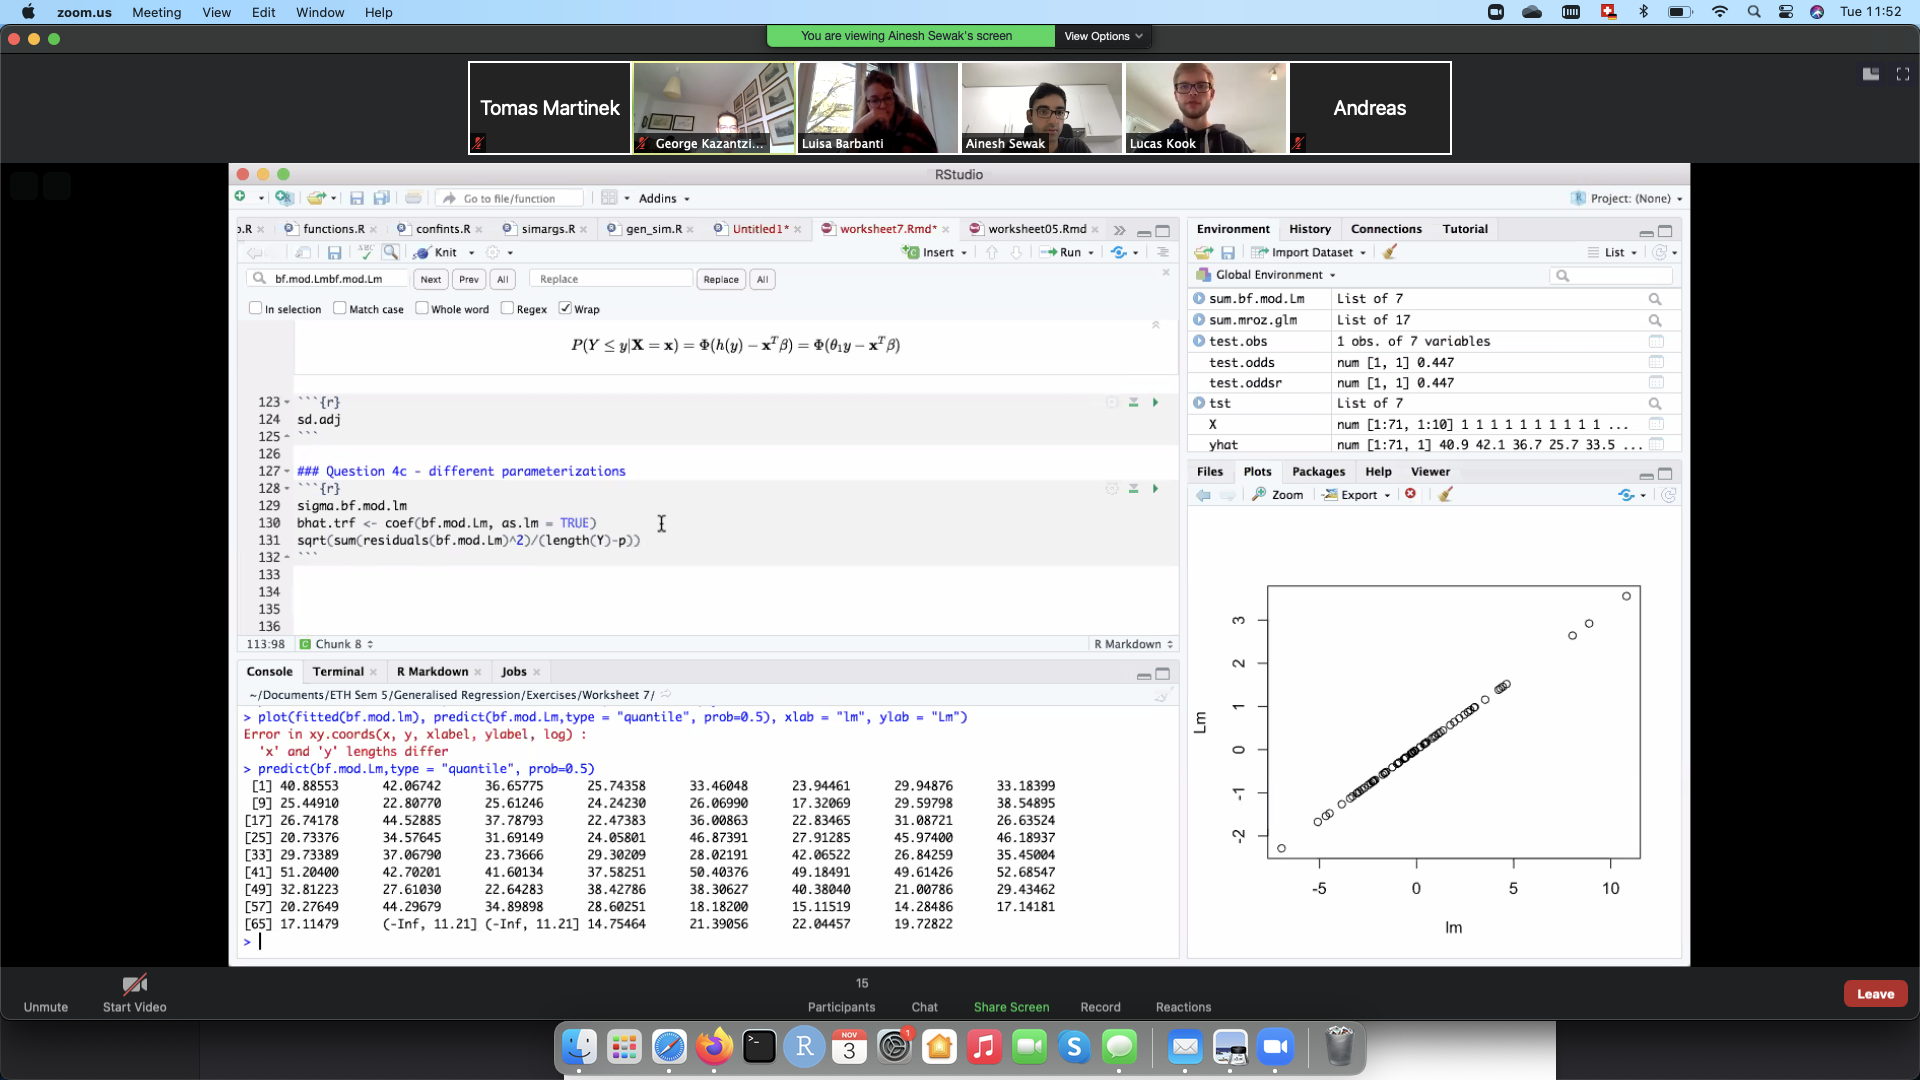 zoom.us Meeting View Edit Window Help Tue 11:52
You are viewing Ainesh Sewak's screen View Options
Tomas Martinek
George Kazantzi...
Luisa Barbanti
Ainesh Sewak
Lucas Kook
Andreas
RStudio
Go to file/function Addins Project: (None)
o.R functions.R confints.R simargs.R gen_sim.R Untitled1* worksheet7.Rmd* worksheet05.Rmd
Knit Insert Run
bf.mod.Lmbf.mod.Lm Next Prev All Replace Replace All
In selection Match case Whole word Regex Wrap
P(Y ≤ y|X = x) = Φ(h(y) − xᵀβ) = Φ(θ₁y − xᵀβ)
123 ```{r}
124 sd.adj
125 ```
126
127 ### Question 4c - different parameterizations
128 ```{r}
129 sigma.bf.mod.lm
130 bhat.trf <- coef(bf.mod.Lm, as.lm = TRUE)
131 sqrt(sum(residuals(bf.mod.Lm)^2)/(length(Y)-p))
132 ```
133
134
135
136
113:98 Chunk 8 R Markdown
Console Terminal R Markdown Jobs
~/Documents/ETH Sem 5/Generalised Regression/Exercises/Worksheet 7/
> plot(fitted(bf.mod.lm), predict(bf.mod.Lm,type = "quantile", prob=0.5), xlab = "lm", ylab = "Lm")
Error in xy.coords(x, y, xlabel, ylabel, log) :
'x' and 'y' lengths differ
> predict(bf.mod.Lm,type = "quantile", prob=0.5)
[1] 40.88553 42.06742 36.65775 25.74358 33.46048 23.94461 29.94876 33.18399
[9] 25.44910 22.80770 25.61246 24.24230 26.06990 17.32069 29.59798 38.54895
[17] 26.74178 44.52885 37.78793 22.47383 36.00863 22.83465 31.08721 26.63524
[25] 20.73376 34.57645 31.69149 24.05801 46.87391 27.91285 45.97400 46.18937
[33] 29.73389 37.06790 23.73666 29.30209 28.02191 42.06522 26.84259 35.45004
[41] 51.20400 42.70201 41.60134 37.58251 50.40376 49.18491 49.61426 52.68547
[49] 32.81223 27.61030 22.64283 38.42786 38.30627 40.38040 21.00786 29.43462
[57] 20.27649 44.29679 34.89898 28.60251 18.18200 15.11519 14.28486 17.14181
[65] 17.11479 (-Inf, 11.21] (-Inf, 11.21] 14.75464 21.39056 22.04457 19.72822
>
Environment History Connections Tutorial
Import Dataset List
Global Environment
sum.bf.mod.Lm List of 7
sum.mroz.glm List of 17
test.obs 1 obs. of 7 variables
test.odds num [1, 1] 0.447
test.oddsr num [1, 1] 0.447
tst List of 7
X num [1:71, 1:10] 1 1 1 1 1 1 1 1 1 1 ...
yhat num [1:71, 1] 40.9 42.1 36.7 25.7 33.5 ...
Files Plots Packages Help Viewer
Zoom Export
3
2
1
0
-1
-2
Lm
-5 0 5 10
lm
Unmute Start Video 15 Participants Chat Share Screen Record Reactions Leave
NOV
3
1